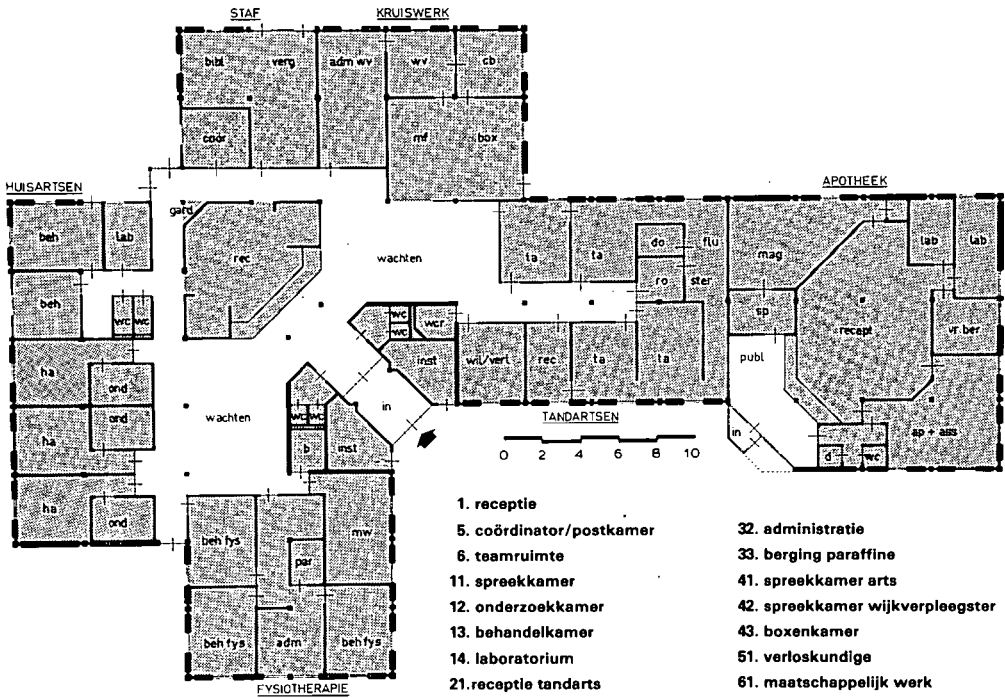 STAF
KRUISWERK
bibl
verg
adm wv
wv
cb
coör
mf
box
HUISARTSEN
APOTHEEK
beh
lab
gard
rec
wachten
ta
ta
do
flu
ro
ster
mag
lab
lab
beh
wc
wc
sp
recept
vr.ber
wc
wc
wcr
inst
wil/verl
rec
ta
ta
publ
ha
ond
ha
ond
ha
ond
wachten
wc
wc
b
inst
in
TANDARTSEN
0 2 4 6 8 10
in
d
wc
ap + ass
beh fys
par
mw
beh fys
adm
beh fys
FYSIOTHERAPIE
1. receptie
5. coördinator/postkamer
6. teamruimte
11. spreekkamer
12. onderzoekkamer
13. behandelkamer
14. laboratorium
21. receptie tandarts
32. administratie
33. berging paraffine
41. spreekkamer arts
42. spreekkamer wijkverpleegster
43. boxenkamer
51. verloskundige
61. maatschappelijk werk